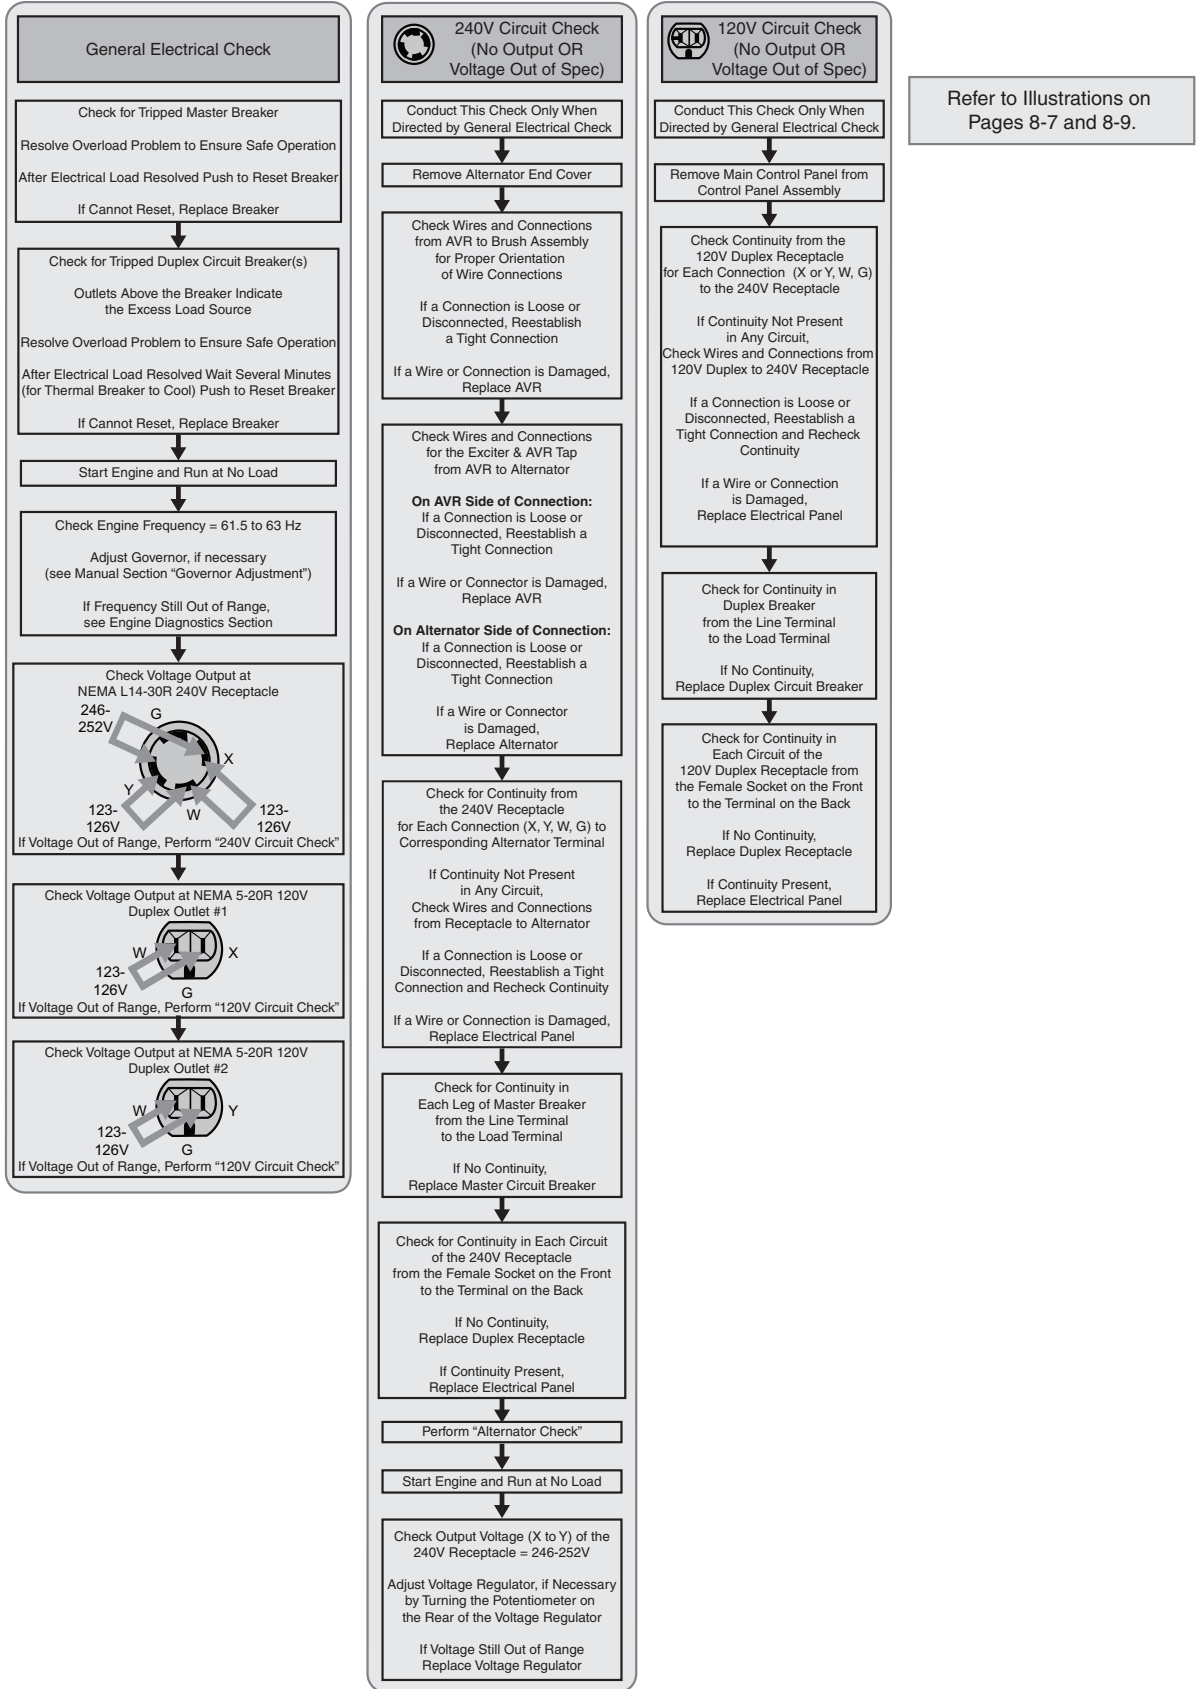 General Electrical Check
Check for Tripped Master Breaker
Resolve Overload Problem to Ensure Safe Operation
After Electrical Load Resolved Push to Reset Breaker
If Cannot Reset, Replace Breaker
Check for Tripped Duplex Circuit Breaker(s)
Outlets Above the Breaker Indicate
the Excess Load Source
Resolve Overload Problem to Ensure Safe Operation
After Electrical Load Resolved Wait Several Minutes
(for Thermal Breaker to Cool) Push to Reset Breaker
If Cannot Reset, Replace Breaker
Start Engine and Run at No Load
Check Engine Frequency = 61.5 to 63 Hz
Adjust Governor, if necessary
(see Manual Section “Governor Adjustment”)
If Frequency Still Out of Range,
see Engine Diagnostics Section
Check Voltage Output at
NEMA L14-30R 240V Receptacle
246-
252V
G
X
Y
W
123-
126V
123-
126V
If Voltage Out of Range, Perform “240V Circuit Check”
Check Voltage Output at NEMA 5-20R 120V
Duplex Outlet #1
W
X
123-
126V
G
If Voltage Out of Range, Perform “120V Circuit Check”
Check Voltage Output at NEMA 5-20R 120V
Duplex Outlet #2
W
Y
123-
126V
G
If Voltage Out of Range, Perform “120V Circuit Check”
240V Circuit Check
(No Output OR
Voltage Out of Spec)
Conduct This Check Only When
Directed by General Electrical Check
Remove Alternator End Cover
Check Wires and Connections
from AVR to Brush Assembly
for Proper Orientation
of Wire Connections
If a Connection is Loose or
Disconnected, Reestablish
a Tight Connection
If a Wire or Connection is Damaged,
Replace AVR
Check Wires and Connections
for the Exciter & AVR Tap
from AVR to Alternator
On AVR Side of Connection:
If a Connection is Loose or
Disconnected, Reestablish a
Tight Connection
If a Wire or Connector is Damaged,
Replace AVR
On Alternator Side of Connection:
If a Connection is Loose or
Disconnected, Reestablish a
Tight Connection
If a Wire or Connector
is Damaged,
Replace Alternator
Check for Continuity from
the 240V Receptacle
for Each Connection (X, Y, W, G) to
Corresponding Alternator Terminal
If Continuity Not Present
in Any Circuit,
Check Wires and Connections
from Receptacle to Alternator
If a Connection is Loose or
Disconnected, Reestablish a Tight
Connection and Recheck Continuity
If a Wire or Connection is Damaged,
Replace Electrical Panel
Check for Continuity in
Each Leg of Master Breaker
from the Line Terminal
to the Load Terminal
If No Continuity,
Replace Master Circuit Breaker
Check for Continuity in Each Circuit
of the 240V Receptacle
from the Female Socket on the Front
to the Terminal on the Back
If No Continuity,
Replace Duplex Receptacle
If Continuity Present,
Replace Electrical Panel
Perform “Alternator Check”
Start Engine and Run at No Load
Check Output Voltage (X to Y) of the
240V Receptacle = 246-252V
Adjust Voltage Regulator, if Necessary
by Turning the Potentiometer on
the Rear of the Voltage Regulator
If Voltage Still Out of Range
Replace Voltage Regulator
120V Circuit Check
(No Output OR
Voltage Out of Spec)
Conduct This Check Only When
Directed by General Electrical Check
Remove Main Control Panel from
Control Panel Assembly
Check Continuity from the
120V Duplex Receptacle
for Each Connection (X or Y, W, G)
to the 240V Receptacle
If Continuity Not Present
in Any Circuit,
Check Wires and Connections from
120V Duplex to 240V Receptacle
If a Connection is Loose or
Disconnected, Reestablish a
Tight Connection and Recheck
Continuity
If a Wire or Connection
is Damaged,
Replace Electrical Panel
Check for Continuity in
Duplex Breaker
from the Line Terminal
to the Load Terminal
If No Continuity,
Replace Duplex Circuit Breaker
Check for Continuity in
Each Circuit of the
120V Duplex Receptacle from
the Female Socket on the Front
to the Terminal on the Back
If No Continuity,
Replace Duplex Receptacle
If Continuity Present,
Replace Electrical Panel
Refer to Illustrations on
Pages 8-7 and 8-9.